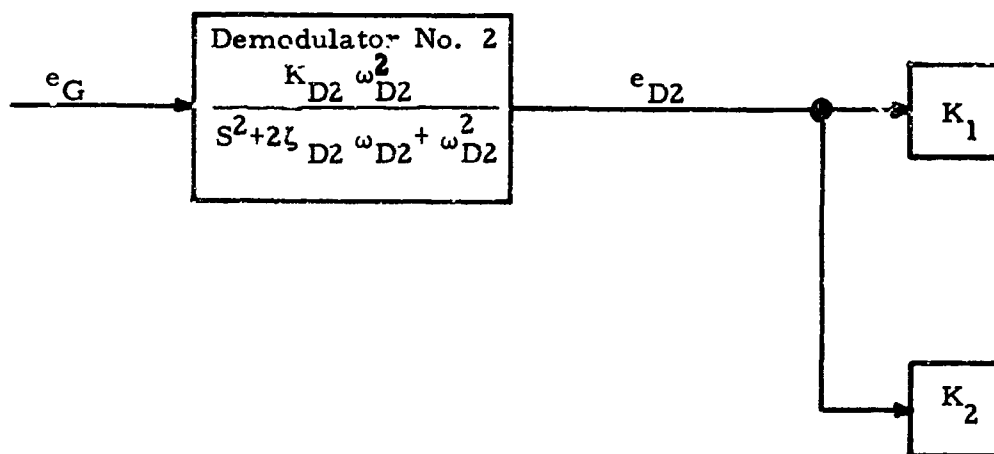 Demodulator No. 2
e_G
K_D2 ω²_D2
S²+2ζ_D2 ω_D2+ ω²_D2
e_D2
K_1
K_2